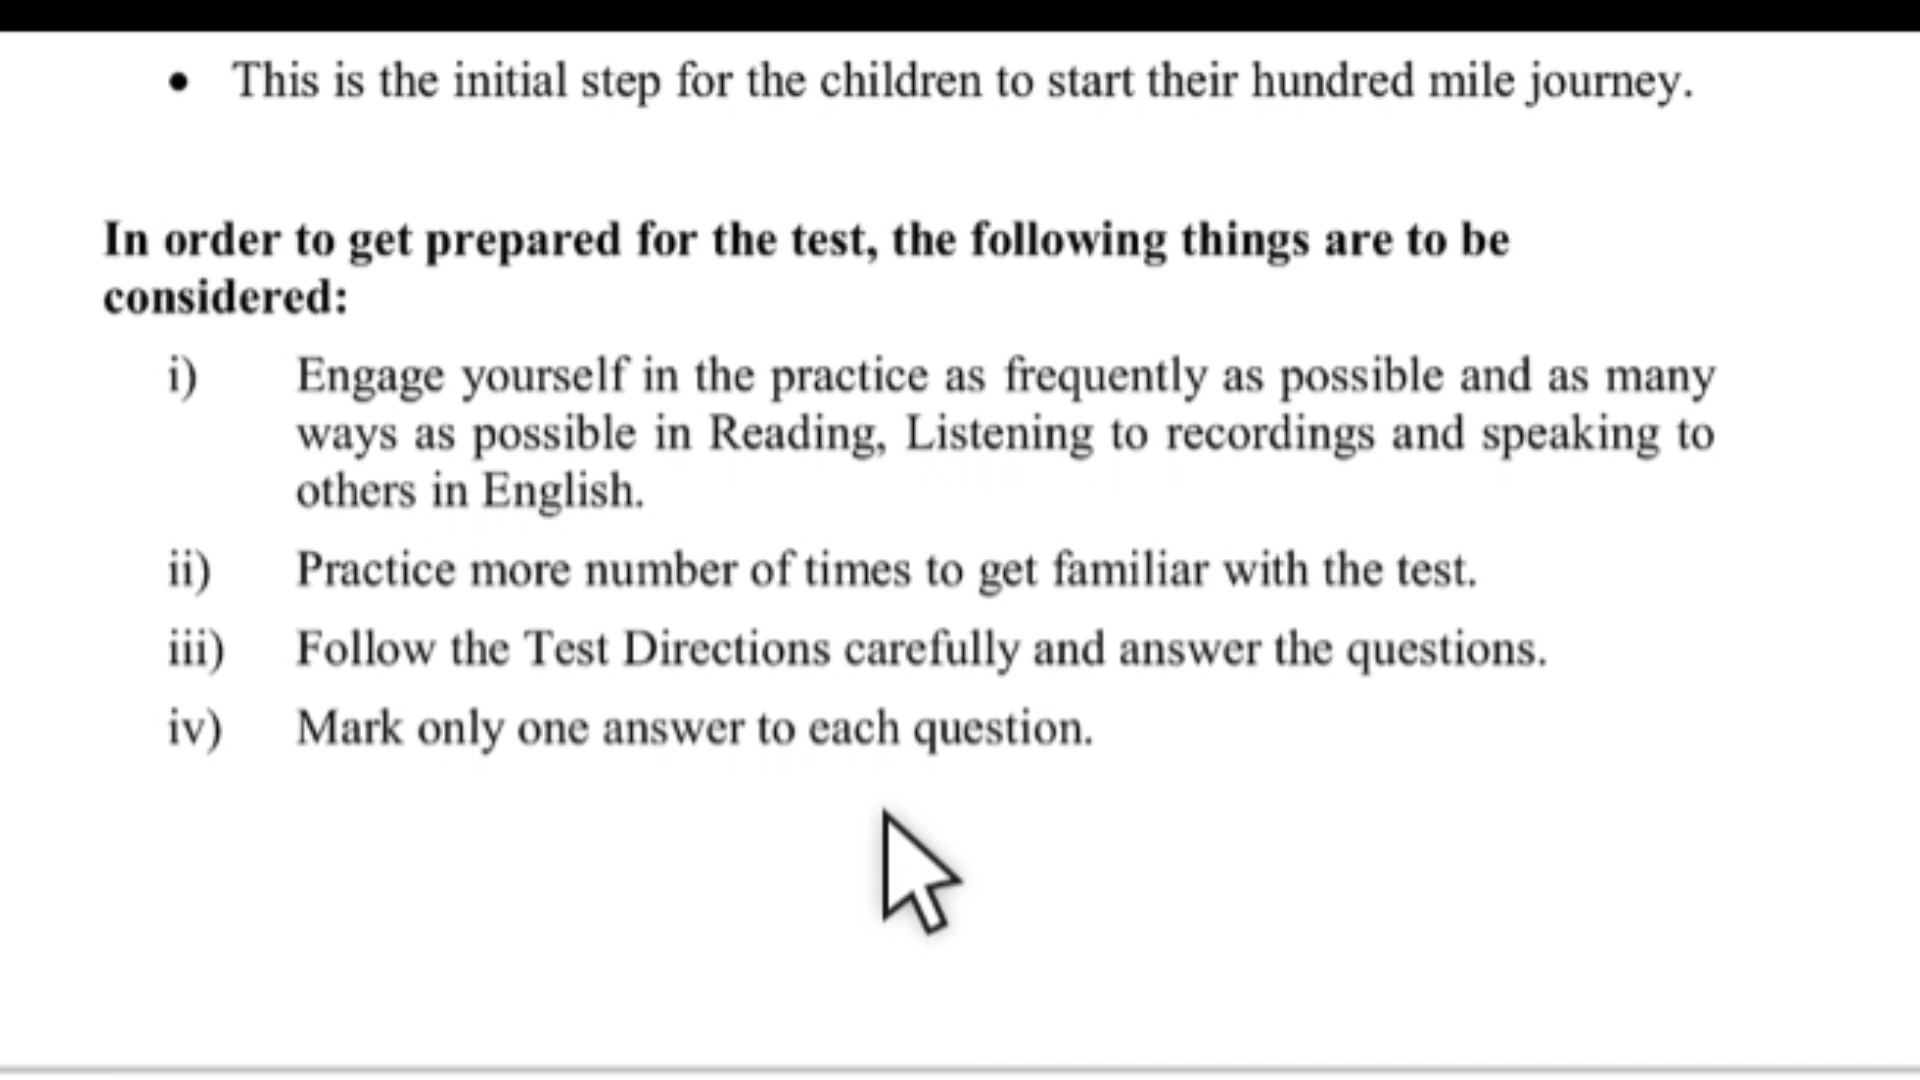 • This is the initial step for the children to start their hundred mile journey.
In order to get prepared for the test, the following things are to be
considered:
i) Engage yourself in the practice as frequently as possible and as many
ways as possible in Reading, Listening to recordings and speaking to
others in English.
ii) Practice more number of times to get familiar with the test.
iii) Follow the Test Directions carefully and answer the questions.
iv) Mark only one answer to each question.